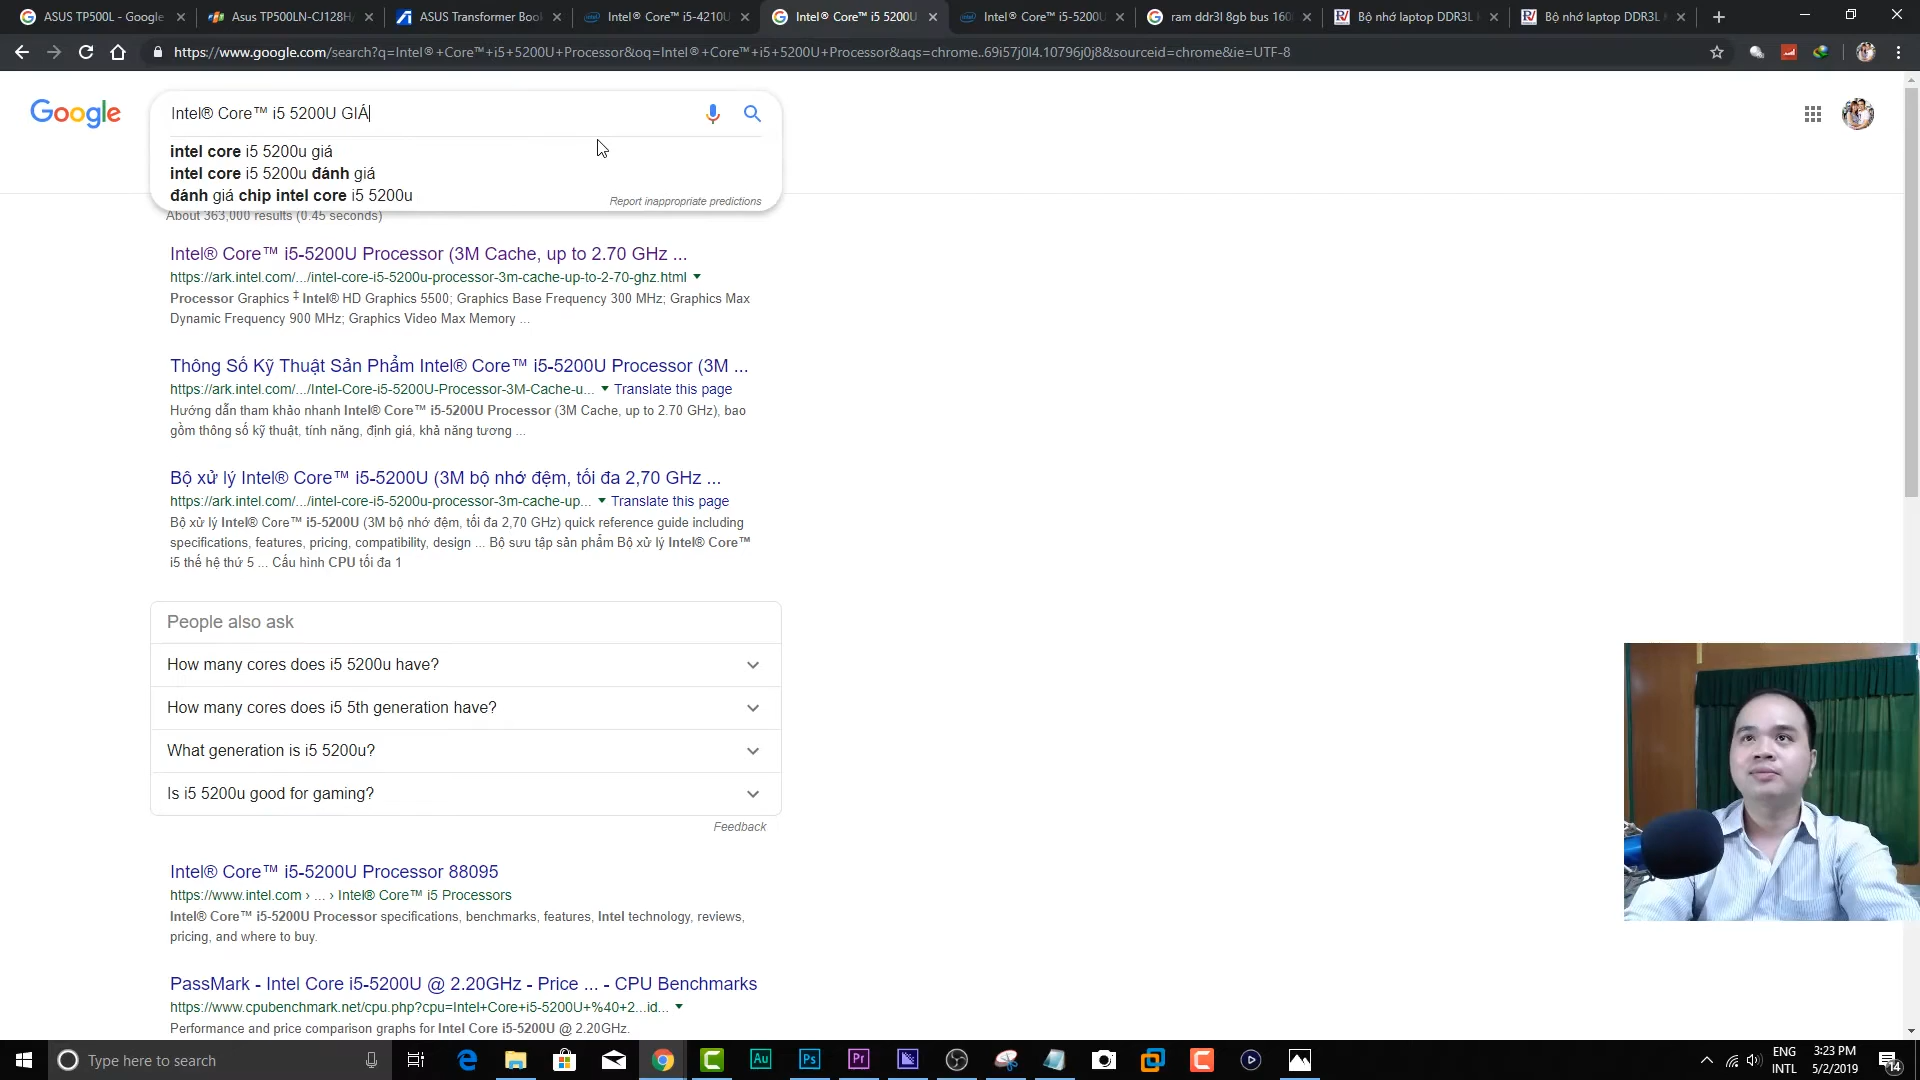 ASUS TP500L - Google
Asus TP500LN-CJ128H
ASUS Transformer Boo
Intel® Core™ i5-4210U
Intel® Core™ i5 5200U
Intel® Core™ i5-5200U
ram ddr3l 8gb bus 160
Bộ nhớ laptop DDR3L
Bộ nhớ laptop DDR3L
https://www.google.com/search?q=Intel®+Core™+i5+5200U+Processor&oq=Intel®+Core™+i5+5200U+Processor&aqs=chrome..69i57j0l4.10796j0j8&sourceid=chrome&ie=UTF-8
Google
Intel® Core™ i5 5200U GIÁ
intel core i5 5200u giá
intel core i5 5200u đánh giá
đánh giá chip intel core i5 5200u
Report inappropriate predictions
About 363,000 results (0.45 seconds)
Intel® Core™ i5-5200U Processor (3M Cache, up to 2.70 GHz ...
https://ark.intel.com/.../intel-core-i5-5200u-processor-3m-cache-up-to-2-70-ghz.html
Processor Graphics ‡ Intel® HD Graphics 5500; Graphics Base Frequency 300 MHz; Graphics Max
Dynamic Frequency 900 MHz; Graphics Video Max Memory ...
Thông Số Kỹ Thuật Sản Phẩm Intel® Core™ i5-5200U Processor (3M ...
https://ark.intel.com/.../Intel-Core-i5-5200U-Processor-3M-Cache-u... Translate this page
Hướng dẫn tham khảo nhanh Intel® Core™ i5-5200U Processor (3M Cache, up to 2.70 GHz), bao
gồm thông số kỹ thuật, tính năng, định giá, khả năng tương ...
Bộ xử lý Intel® Core™ i5-5200U (3M bộ nhớ đệm, tối đa 2,70 GHz ...
https://ark.intel.com/.../intel-core-i5-5200u-processor-3m-cache-up... Translate this page
Bộ xử lý Intel® Core™ i5-5200U (3M bộ nhớ đệm, tối đa 2,70 GHz) quick reference guide including
specifications, features, pricing, compatibility, design ... Bộ sưu tập sản phẩm Bộ xử lý Intel® Core™
i5 thế hệ thứ 5 ... Cấu hình CPU tối đa 1
People also ask
How many cores does i5 5200u have?
How many cores does i5 5th generation have?
What generation is i5 5200u?
Is i5 5200u good for gaming?
Feedback
Intel® Core™ i5-5200U Processor 88095
https://www.intel.com › ... › Intel® Core™ i5 Processors
Intel® Core™ i5-5200U Processor specifications, benchmarks, features, Intel technology, reviews,
pricing, and where to buy.
PassMark - Intel Core i5-5200U @ 2.20GHz - Price ... - CPU Benchmarks
https://www.cpubenchmark.net/cpu.php?cpu=Intel+Core+i5-5200U+%40+2...id...
Performance and price comparison graphs for Intel Core i5-5200U @ 2.20GHz.
Type here to search
Au
Ps
Pr
ENG
INTL
3:23 PM
5/2/2019
14